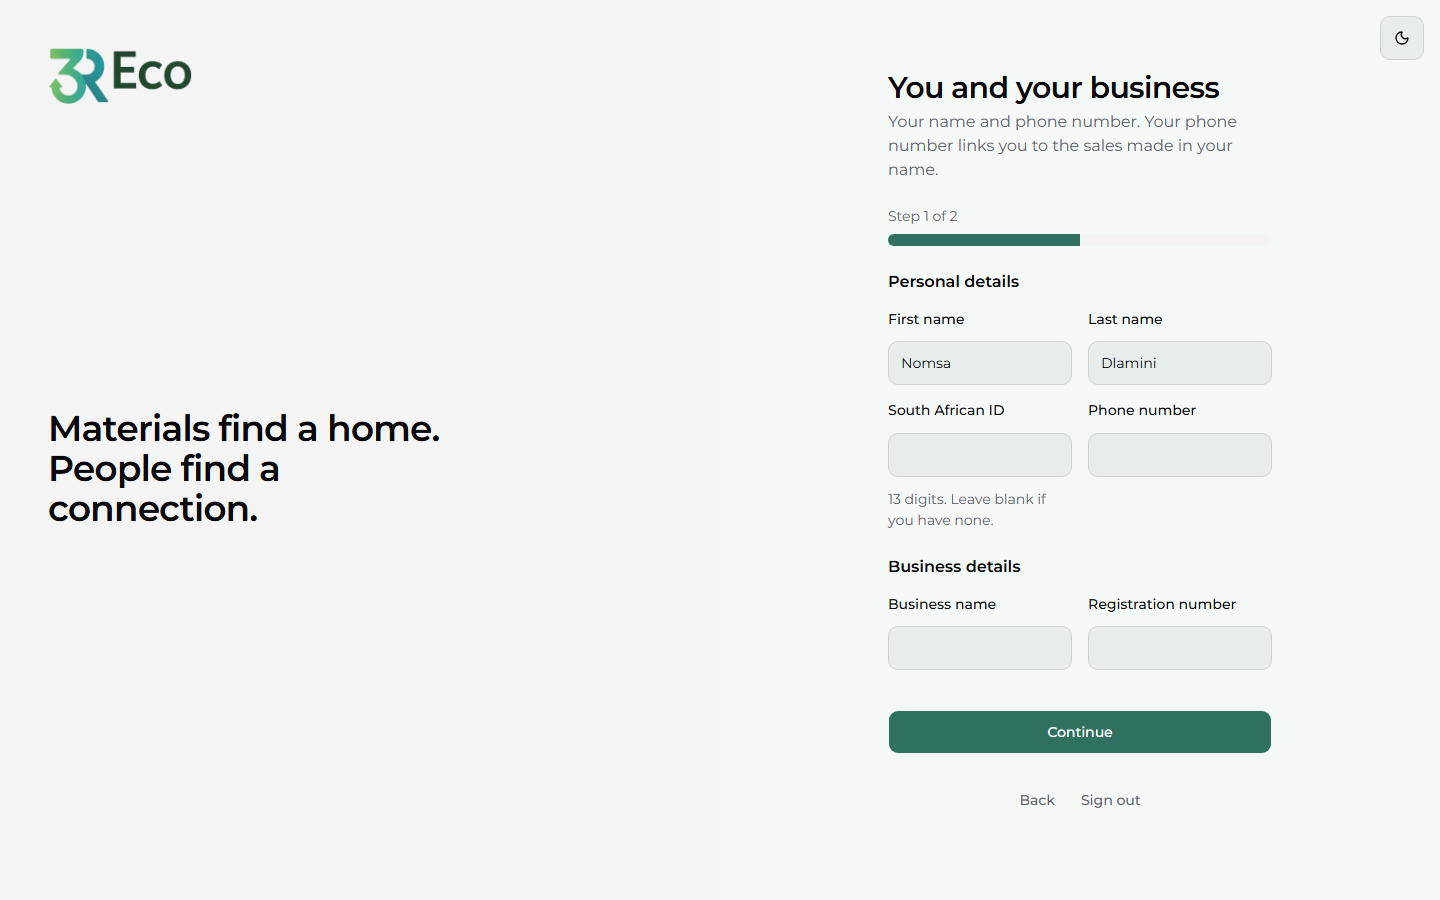 3R Eco
Materials find a home.
People find a
connection.
You and your business
Your name and phone number. Your phone
number links you to the sales made in your
name.
Step 1 of 2
Personal details
First name
Last name
Nomsa
Dlamini
South African ID
Phone number
13 digits. Leave blank if
you have none.
Business details
Business name
Registration number
Continue
Back
Sign out